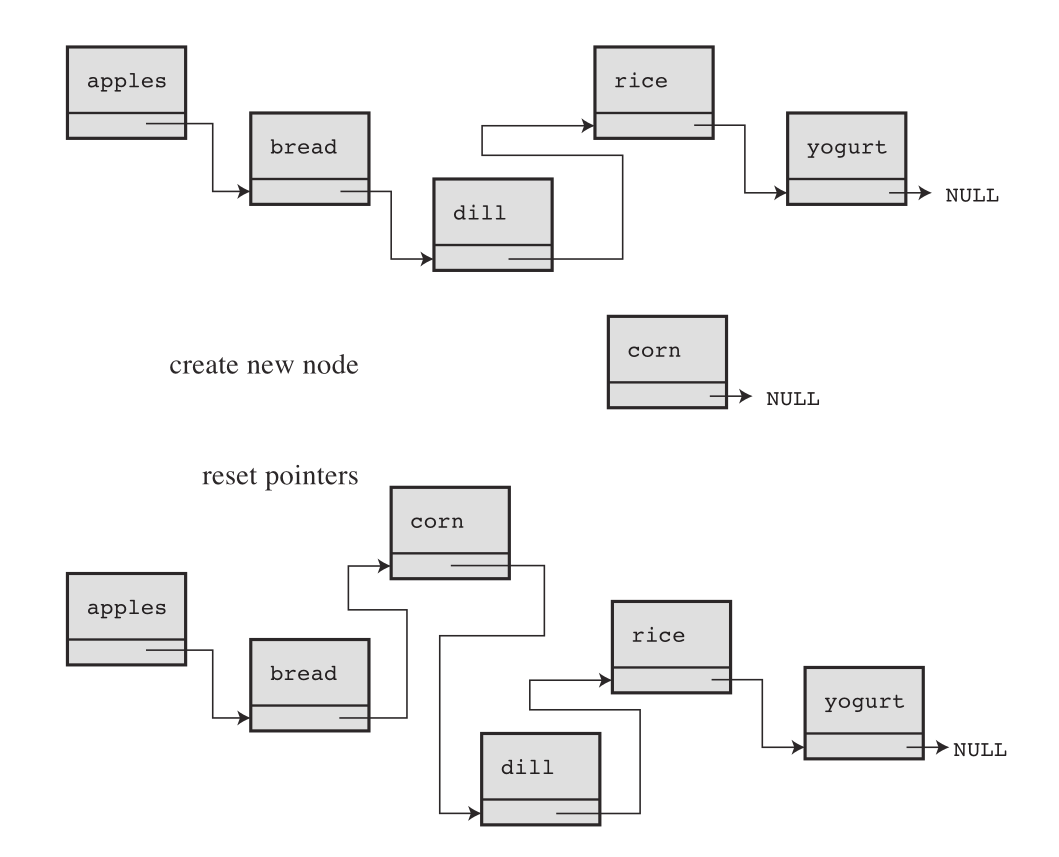 apples
bread
dill
rice
yogurt
NULL
create new node
corn
NULL
reset pointers
corn
apples
bread
dill
rice
yogurt
NULL